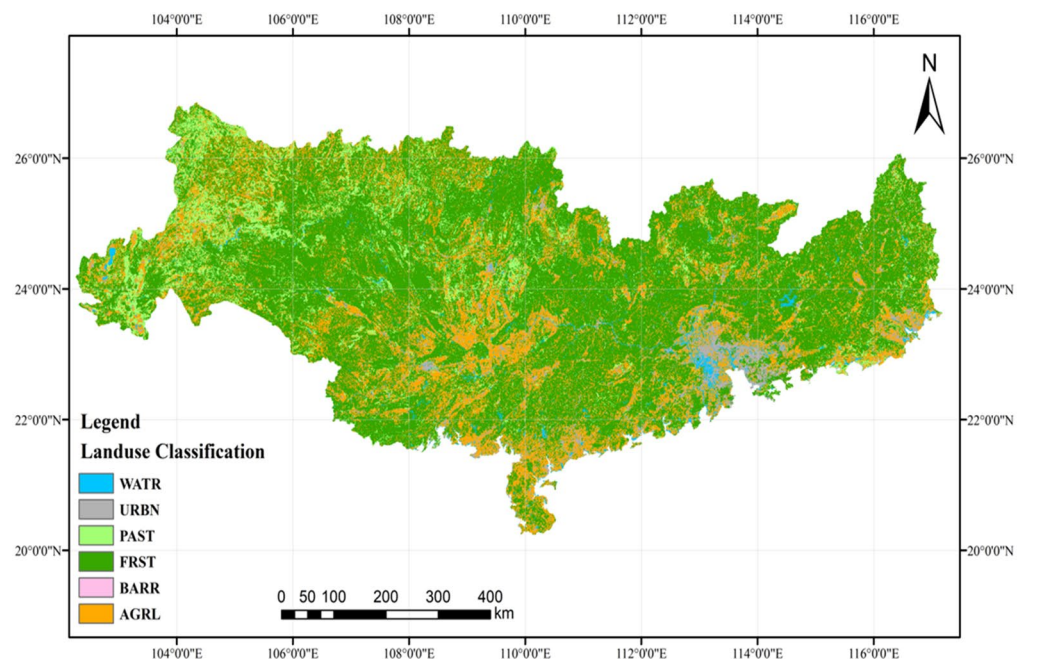 104°0'0"E 106°0'0"E 108°0'0"E 110°0'0"E 112°0'0"E 114°0'0"E 116°0'0"E
N
26°0'0"N 26°0'0"N
24°0'0"N 24°0'0"N
22°0'0"N 22°0'0"N
Legend
Landuse Classification
WATR
URBN
PAST
20°0'0"N 20°0'0"N
FRST
BARR
AGRL
0 50 100 200 300 400
km
104°0'0"E 106°0'0"E 108°0'0"E 110°0'0"E 112°0'0"E 114°0'0"E 116°0'0"E